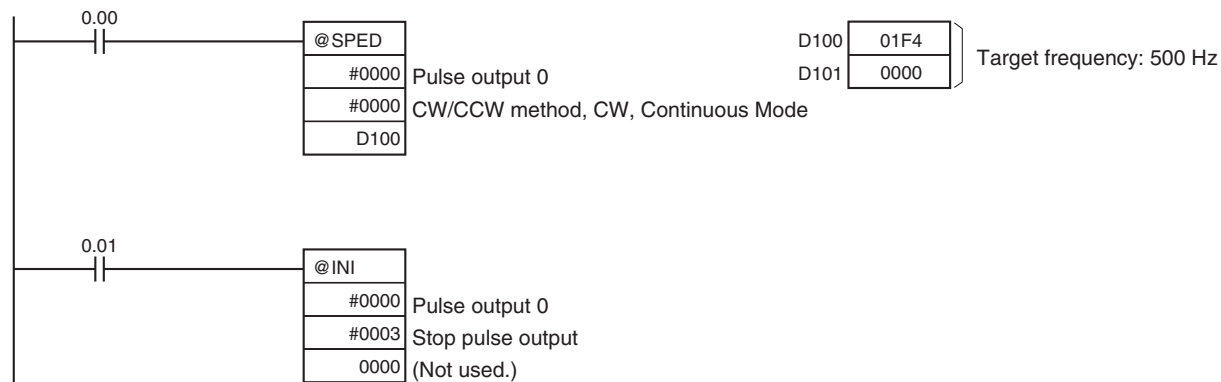 0.00
@SPED
#0000 Pulse output 0
#0000 CW/CCW method, CW, Continuous Mode
D100
D100 01F4
D101 0000
Target frequency: 500 Hz
0.01
@INI
#0000 Pulse output 0
#0003 Stop pulse output
0000 (Not used.)